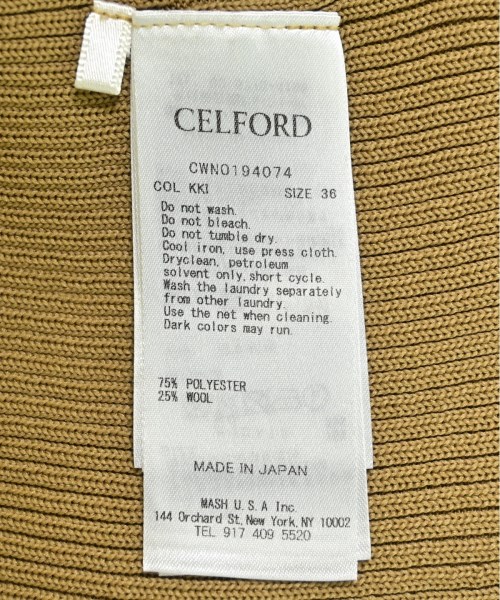 CELFORD
CWNO194074
COL KKI SIZE 36
Do not wash.
Do not bleach.
Do not tumble dry.
Cool iron, use press cloth.
Dryclean, petroleum
solvent only, short cycle.
Wash the laundry separately
from other laundry.
Use the net when cleaning.
Dark colors may run.
75% POLYESTER
25% WOOL
MADE IN JAPAN
MASH U.S.A Inc.
144 Orchard St, New York, NY 10002
TEL 917 409 5520